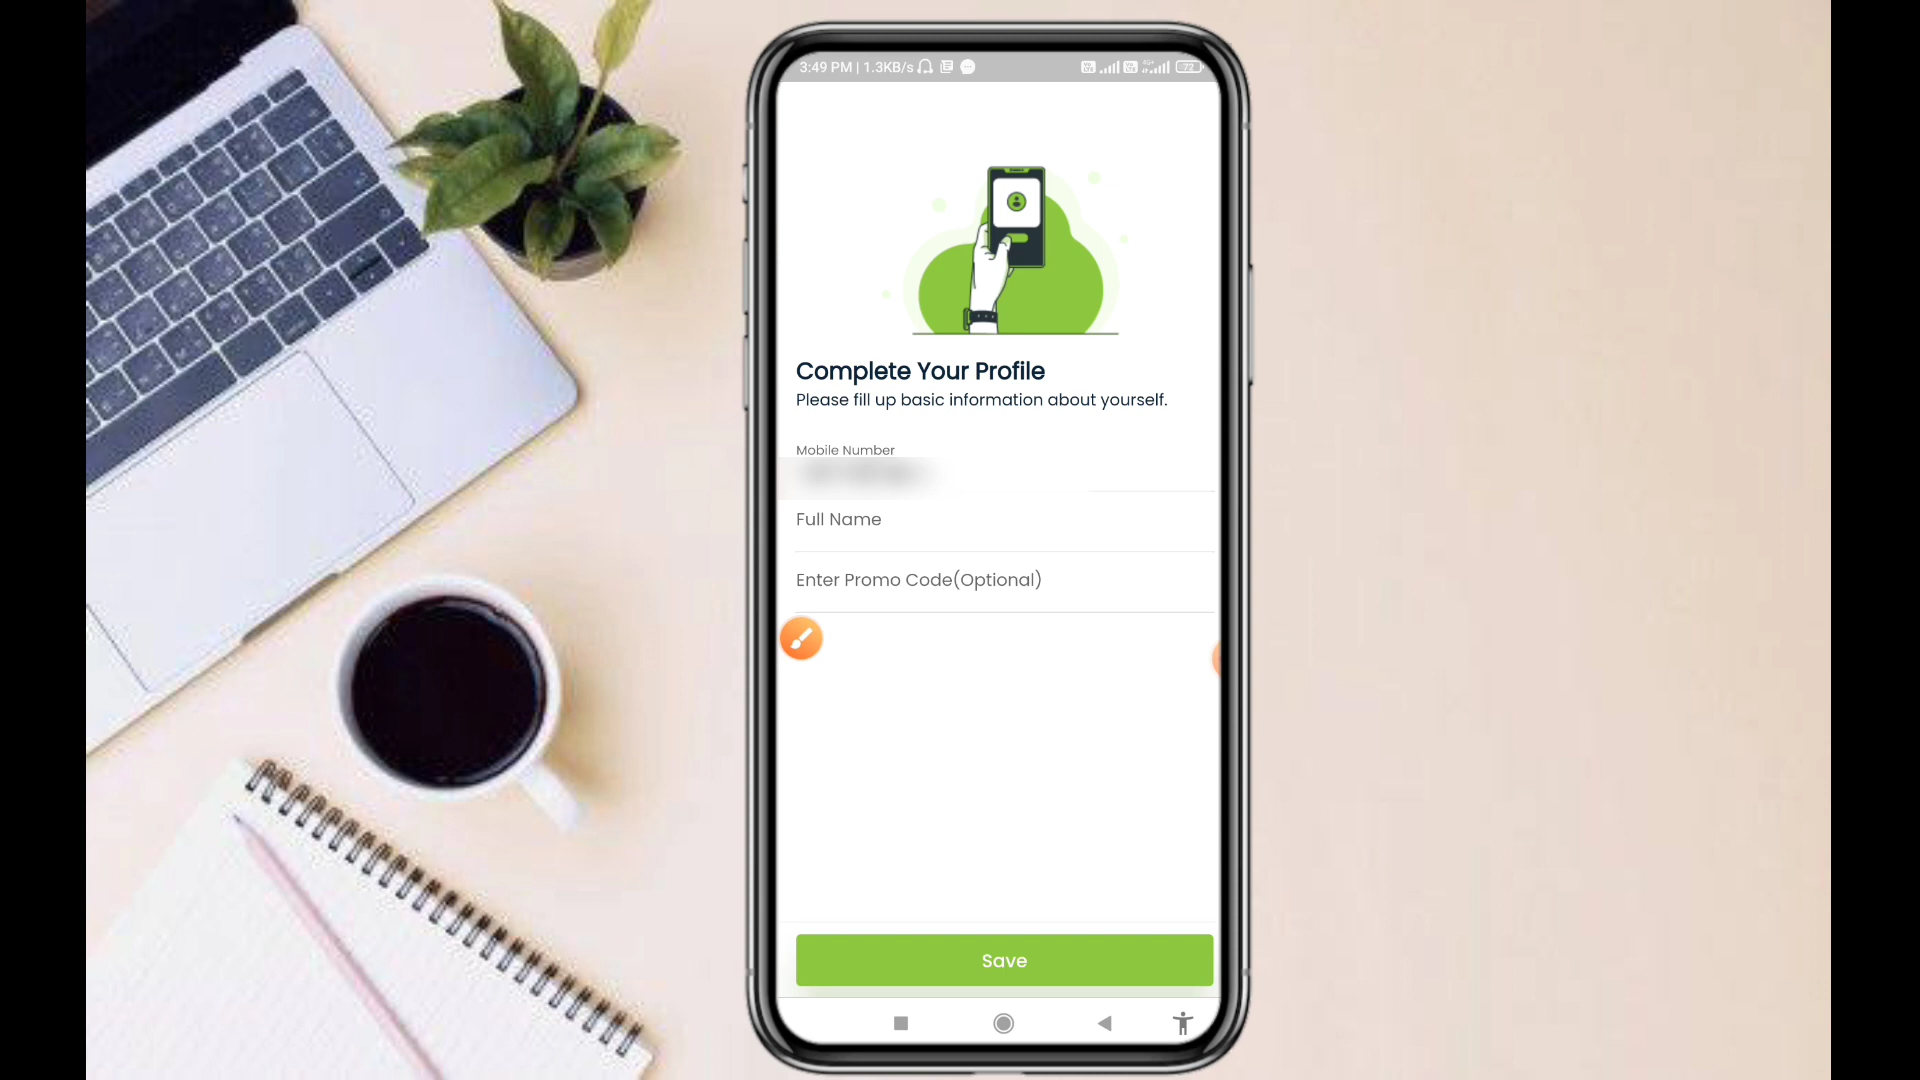 3:49 PM | 1.3KB/s
72
Complete Your Profile
Please fill up basic information about yourself.
Mobile Number
Full Name
Enter Promo Code(Optional)
Save